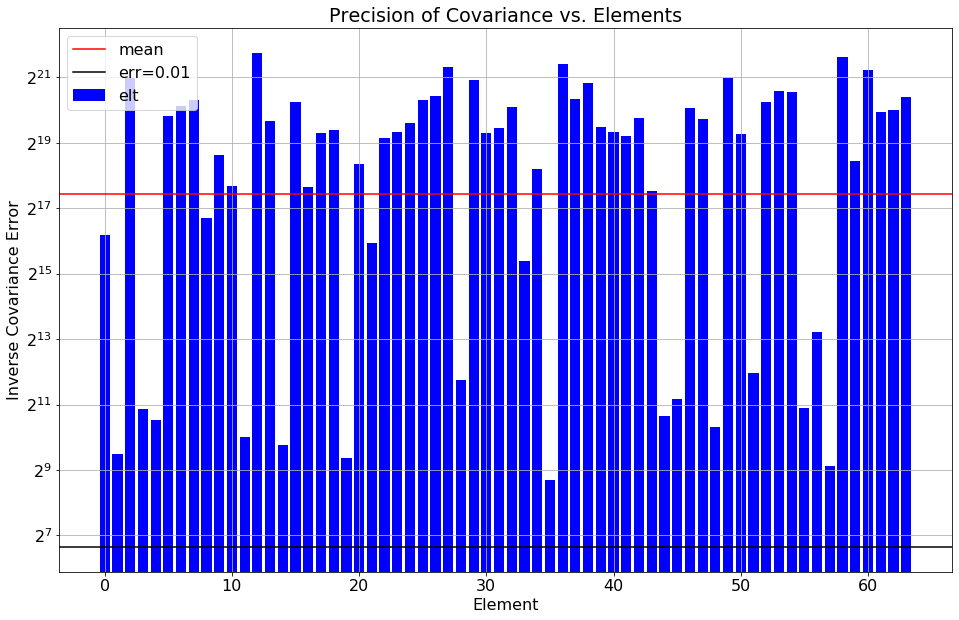 Precision of Covariance vs. Elements
mean
err=0.01
elt
Inverse Covariance Error
2^21
2^19
2^17
2^15
2^13
2^11
2^9
2^7
0 10 20 30 40 50 60
Element